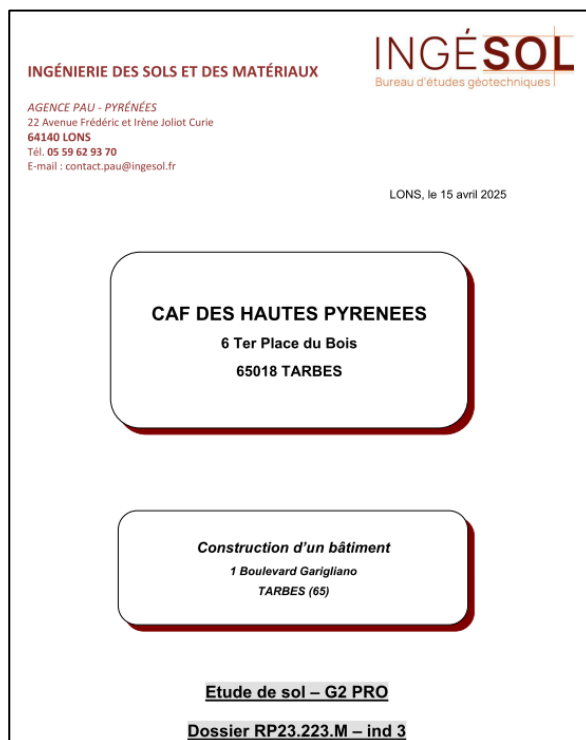 INGÉSOL
Bureau d'études géotechniques
INGÉNIERIE DES SOLS ET DES MATÉRIAUX
AGENCE PAU - PYRÉNÉES
22 Avenue Frédéric et Irène Joliot Curie
64140 LONS
Tél. 05 59 62 93 70
E-mail : contact.pau@ingesol.fr
LONS, le 15 avril 2025
CAF DES HAUTES PYRENEES
6 Ter Place du Bois
65018 TARBES
Construction d'un bâtiment
1 Boulevard Garigliano
TARBES (65)
Etude de sol – G2 PRO
Dossier RP23.223.M – ind 3